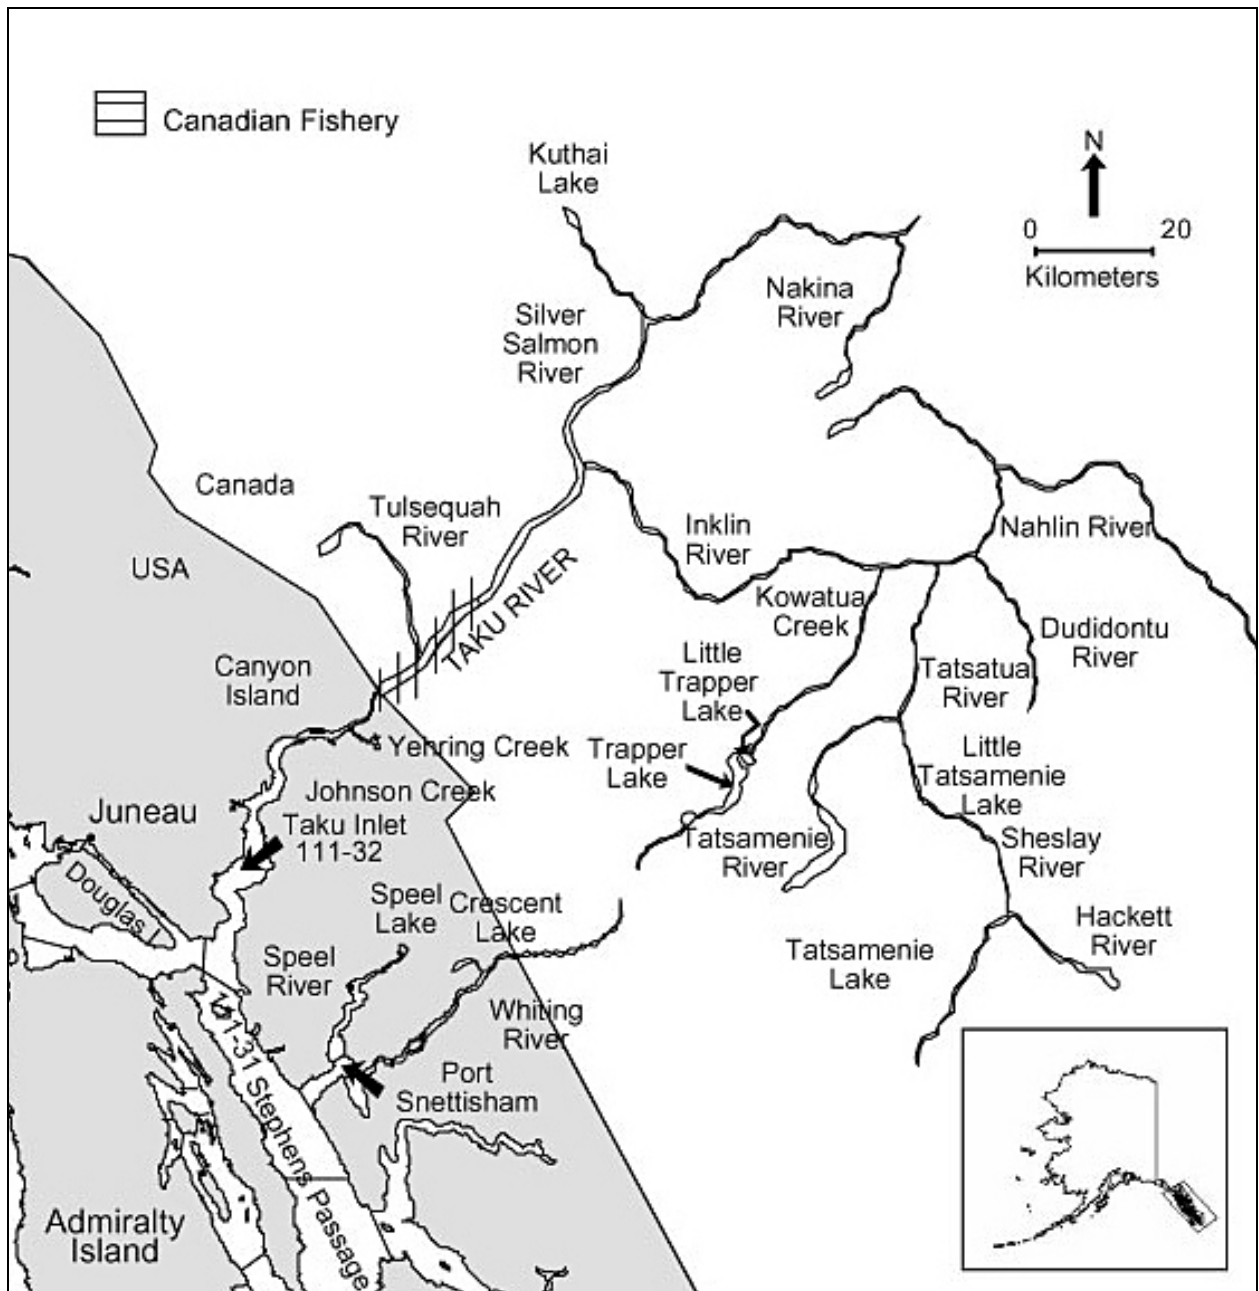 Canadian Fishery
Kuthai
Lake
N
0 20
Kilometers
Nakina
River
Silver
Salmon
River
Canada
Tulsequah
River
Inklin
River
Nahlin River
USA
TAKU RIVER
Kowatua
Creek
Dudidontu
River
Canyon
Island
Little
Trapper
Lake
Tatsatua
River
Yehring Creek
Trapper
Lake
Little
Tatsamenie
Lake
Johnson Creek
Juneau
Taku Inlet
111-32
Tatsamenie
River
Sheslay
River
Douglas I
Speel
Lake
Crescent
Lake
Hackett
River
Speel
River
Tatsamenie
Lake
Whiting
River
111-31 Stephens Passage
Port
Snettisham
Admiralty
Island